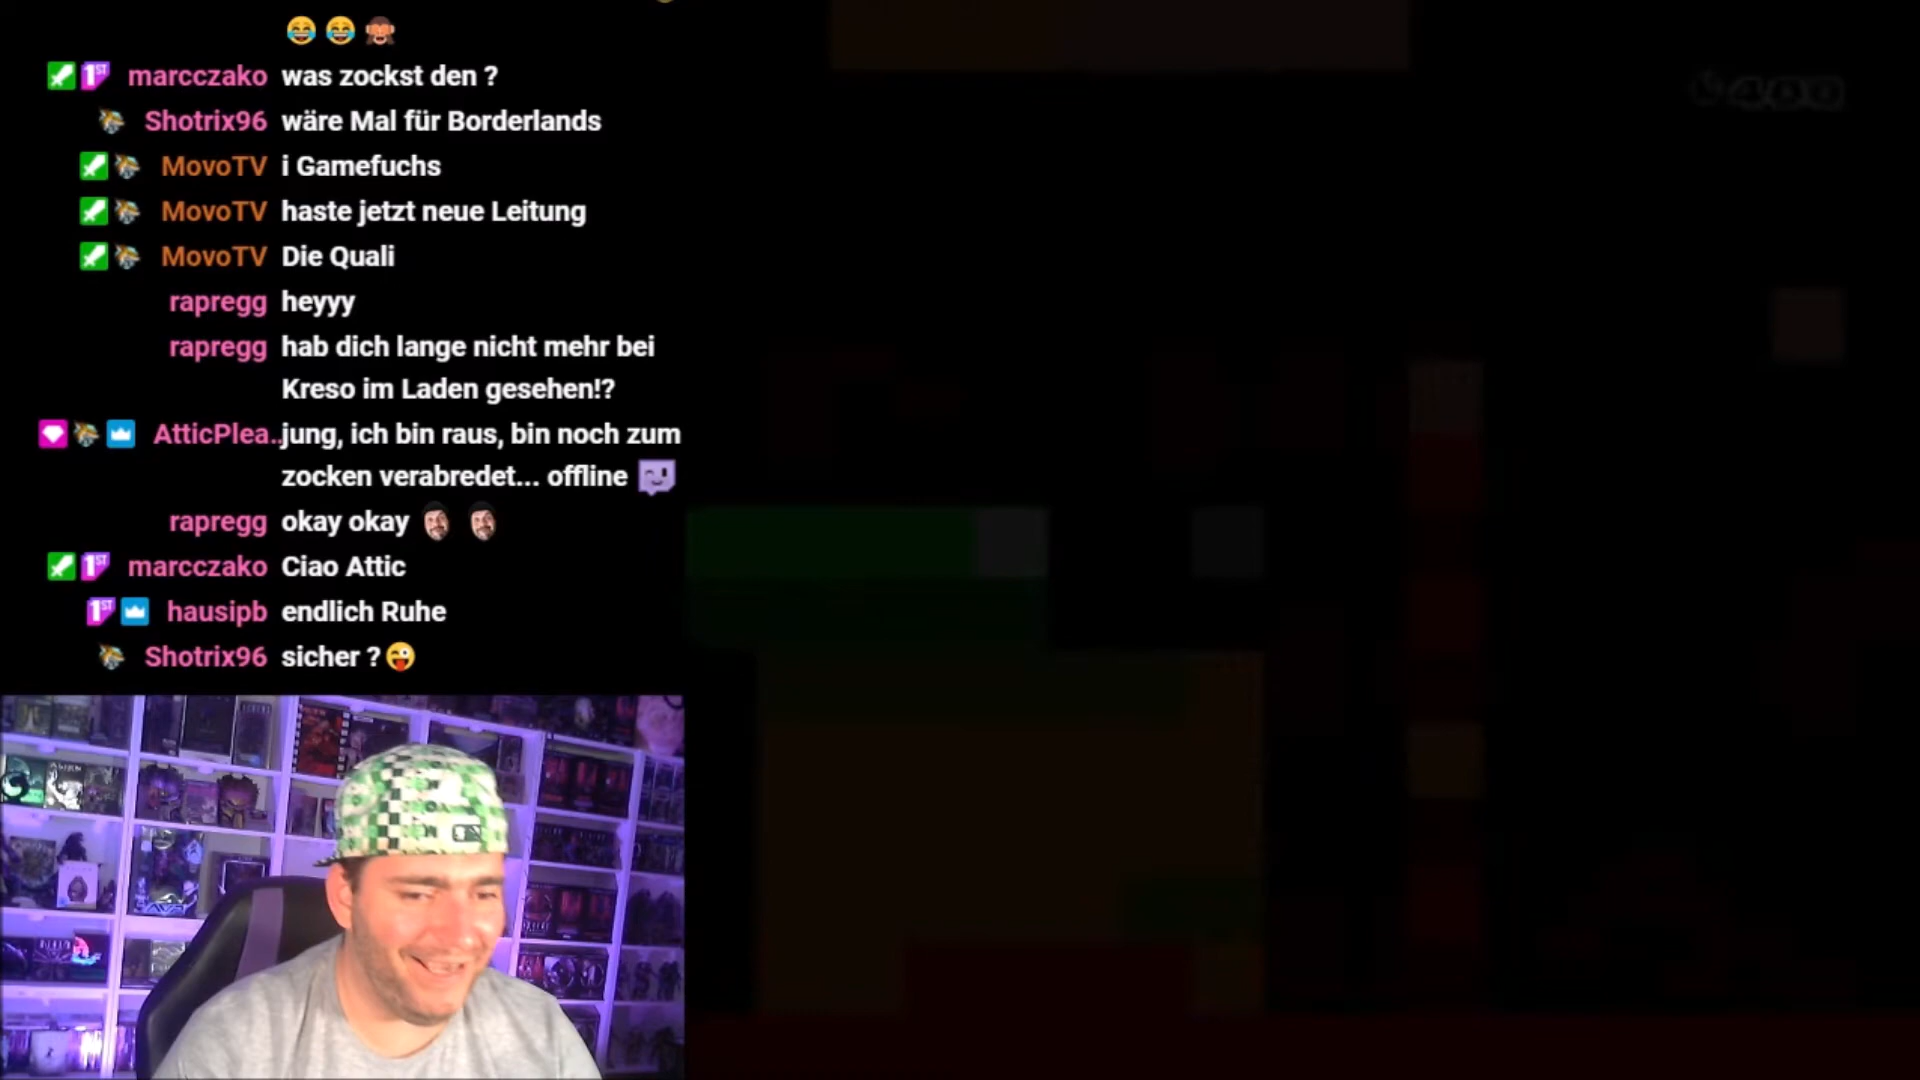 marcczako was zockst den ?
Shotrix96 wäre Mal für Borderlands
MovoTV i Gamefuchs
MovoTV haste jetzt neue Leitung
MovoTV Die Quali
rapregg heyyy
rapregg hab dich lange nicht mehr bei
Kreso im Laden gesehen!?
AtticPlea.. jung, ich bin raus, bin noch zum
zocken verabredet... offline
rapregg okay okay
marcczako Ciao Attic
hausipb endlich Ruhe
Shotrix96 sicher ?